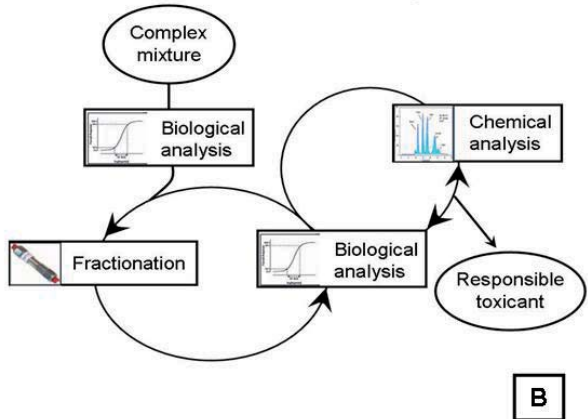 Complex
mixture
Biological
analysis
Chemical
analysis
Fractionation
Biological
analysis
Responsible
toxicant
B